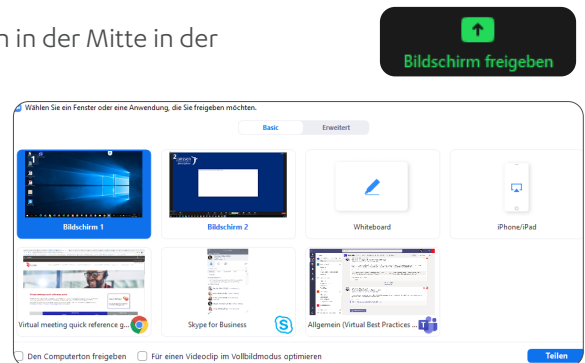 n in der Mitte in der
Bildschirm freigeben
Wählen Sie ein Fenster oder eine Anwendung, die Sie freigeben möchten.
Basic Erweitert
1
2
Bildschirm 1 Bildschirm 2 Whiteboard iPhone/iPad
Virtual meeting quick reference g... Skype for Business Allgemein (Virtual Best Practices ...
Den Computerton freigeben Für einen Videoclip im Vollbildmodus optimieren Teilen